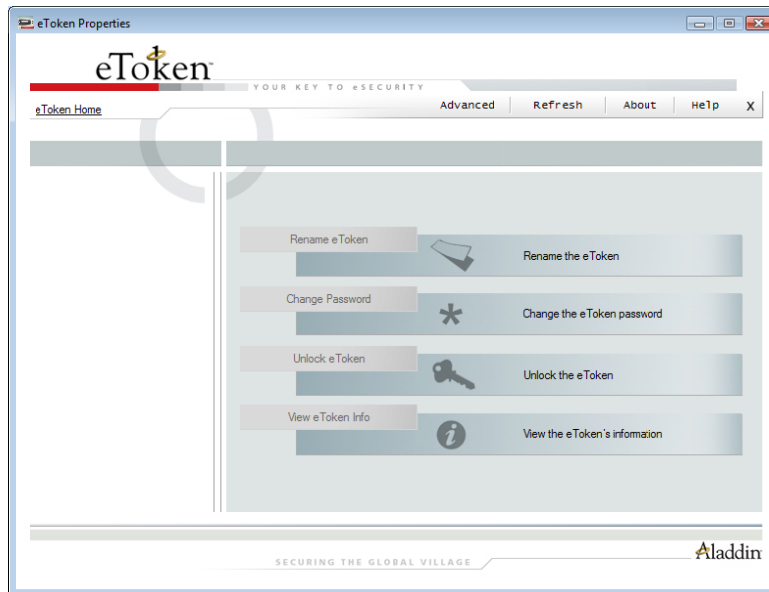 eToken Properties
eToken™
YOUR KEY TO eSECURITY
eToken Home
Advanced
Refresh
About
Help
X
Rename eToken
Rename the eToken
Change Password
Change the eToken password
Unlock eToken
Unlock the eToken
View eToken Info
View the eToken's information
SECURING THE GLOBAL VILLAGE
Aladdin